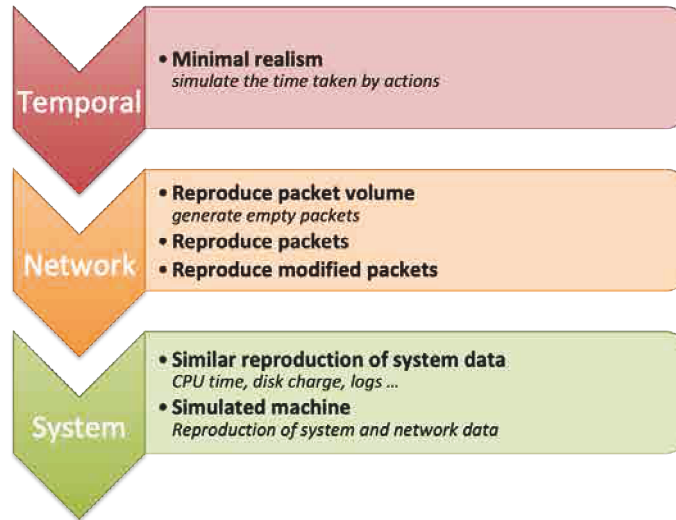 Temporal
• Minimal realism
simulate the time taken by actions
Network
• Reproduce packet volume
generate empty packets
• Reproduce packets
• Reproduce modified packets
System
• Similar reproduction of system data
CPU time, disk charge, logs ...
• Simulated machine
Reproduction of system and network data